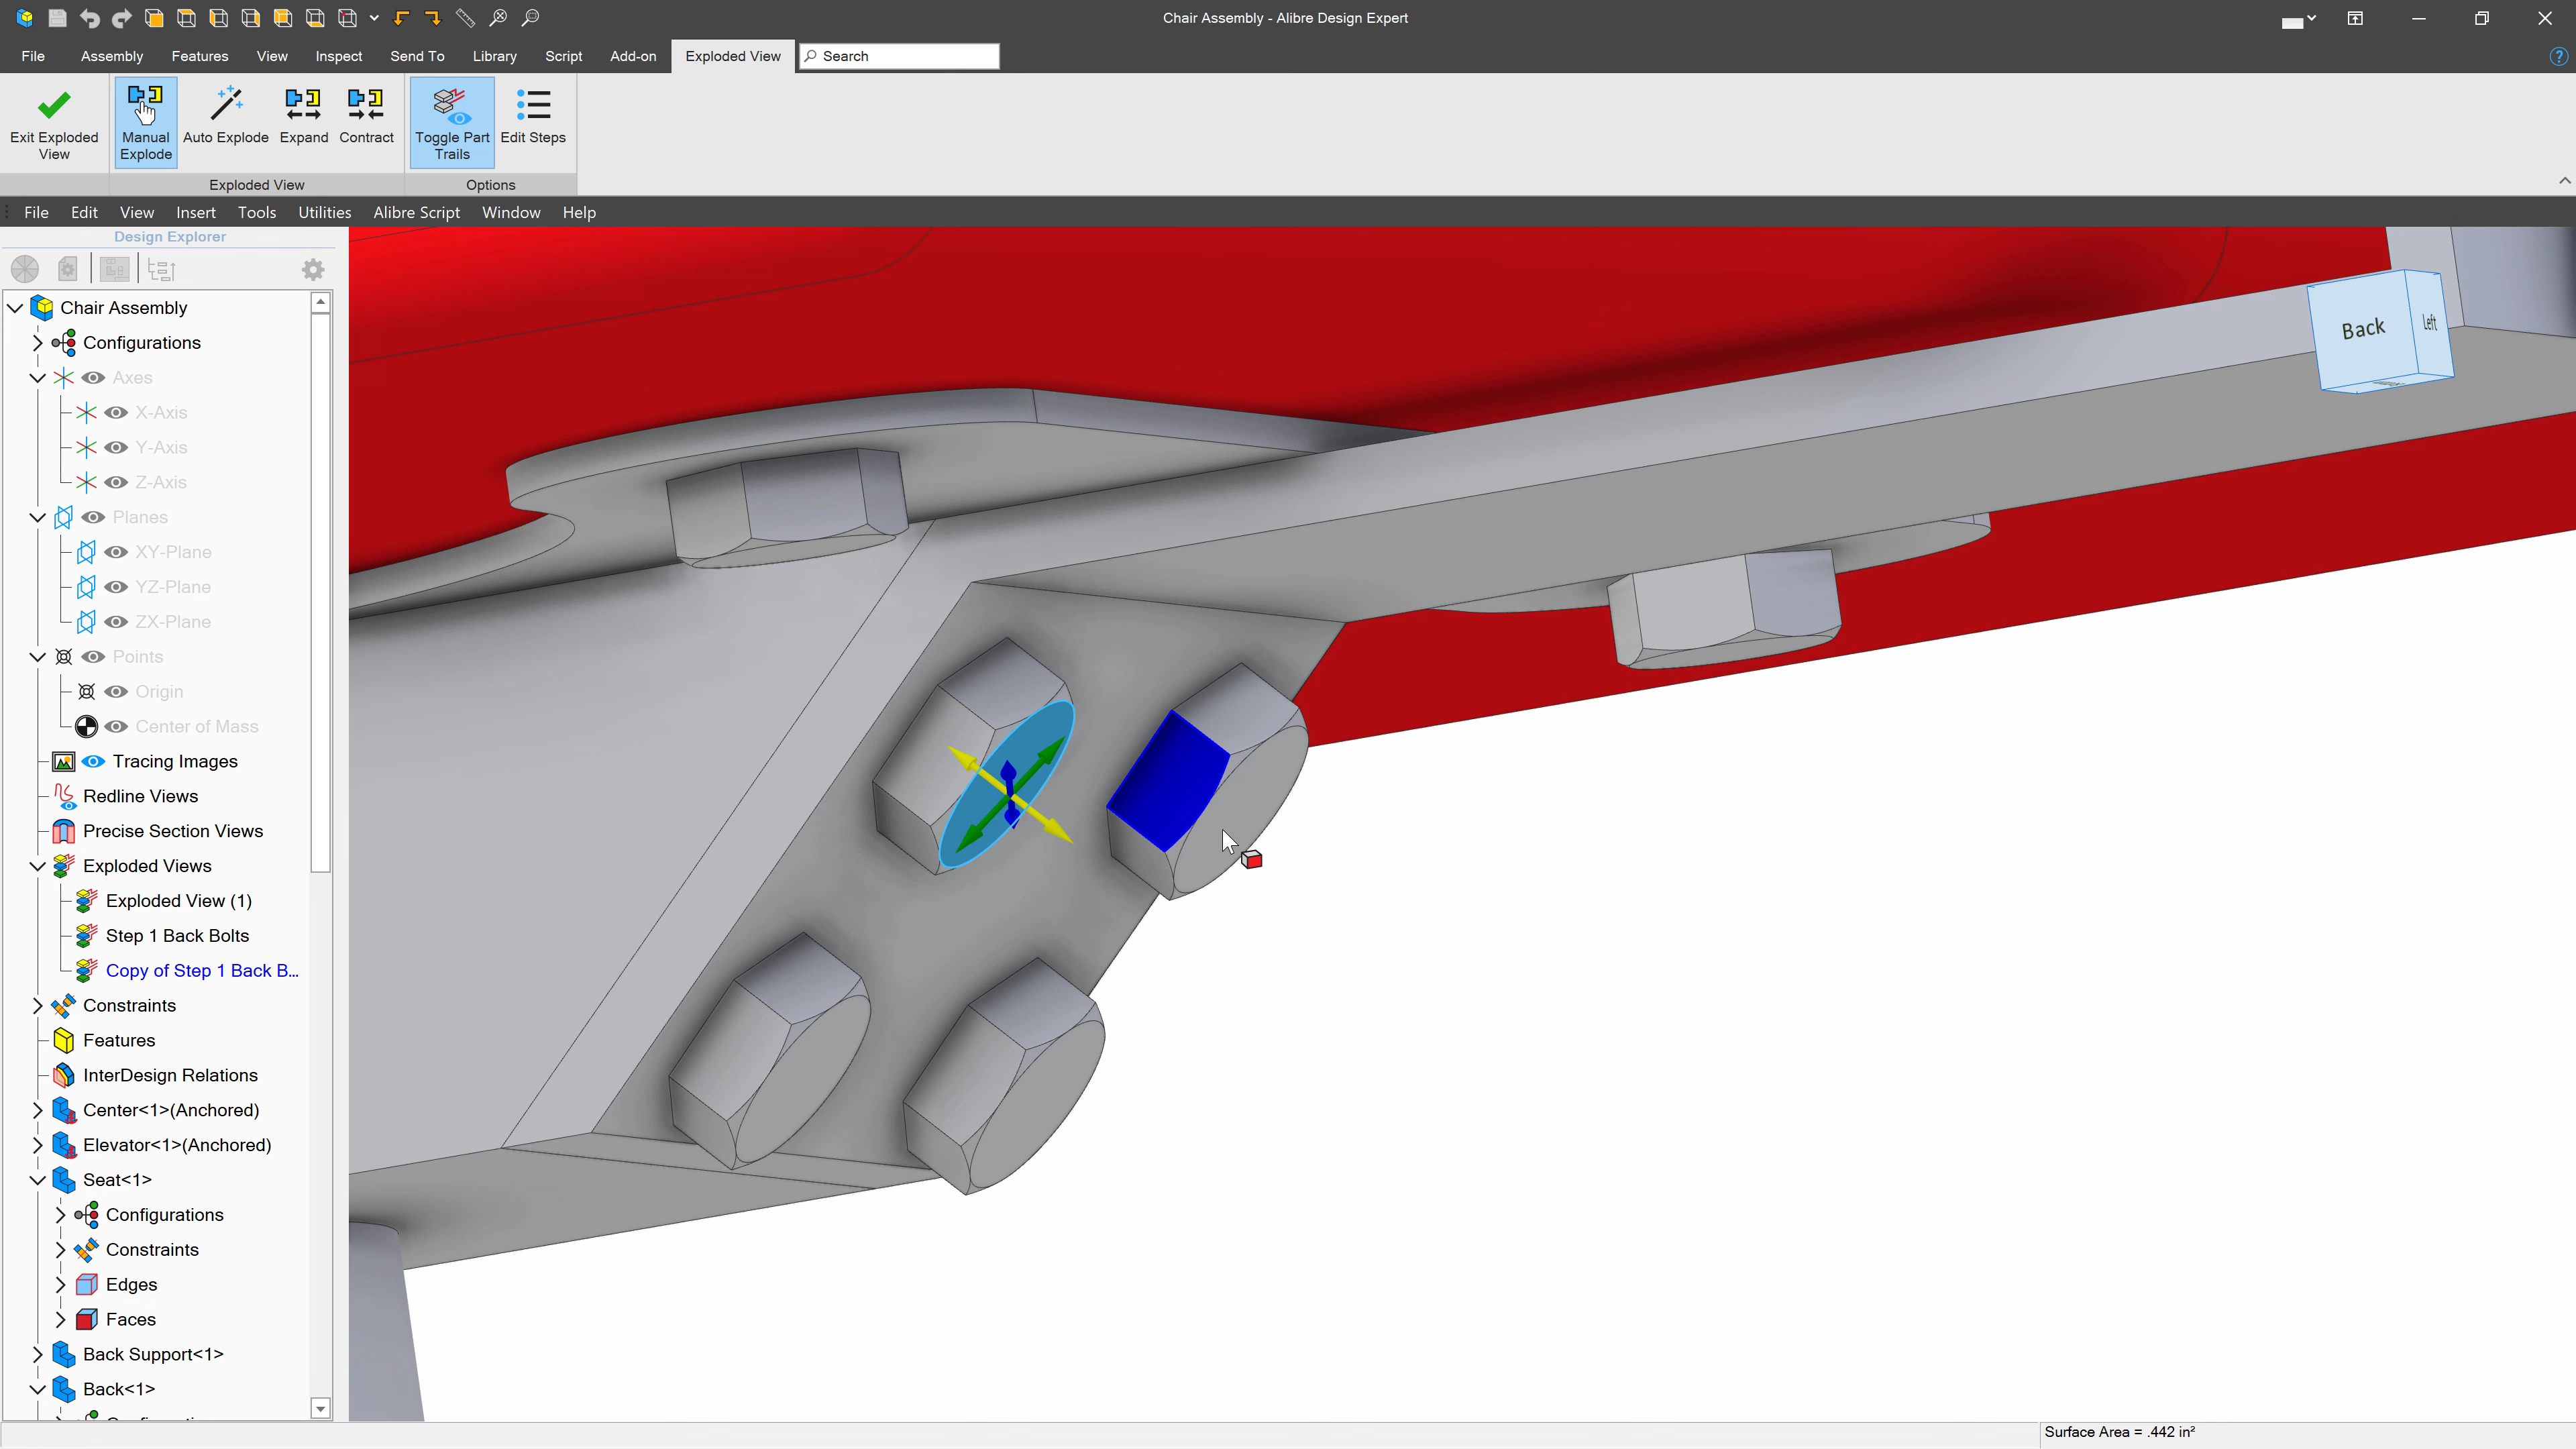 Chair Assembly - Alibre Design Expert
File Assembly Features View Inspect Send To Library Script Add-on Exploded View Search
Exit Exploded View
Manual Explode
Auto Explode
Expand
Contract
Toggle Part Trails
Edit Steps
Exploded View
Options
File Edit View Insert Tools Utilities Alibre Script Window Help
Design Explorer
Chair Assembly
Configurations
Axes
X-Axis
Y-Axis
Z-Axis
Planes
XY-Plane
YZ-Plane
ZX-Plane
Points
Origin
Center of Mass
Tracing Images
Redline Views
Precise Section Views
Exploded Views
Exploded View (1)
Step 1 Back Bolts
Copy of Step 1 Back B...
Constraints
Features
InterDesign Relations
Center<1>(Anchored)
Elevator<1>(Anchored)
Seat<1>
Configurations
Constraints
Edges
Faces
Back Support<1>
Back<1>
Back
Left
Surface Area = .442 in²